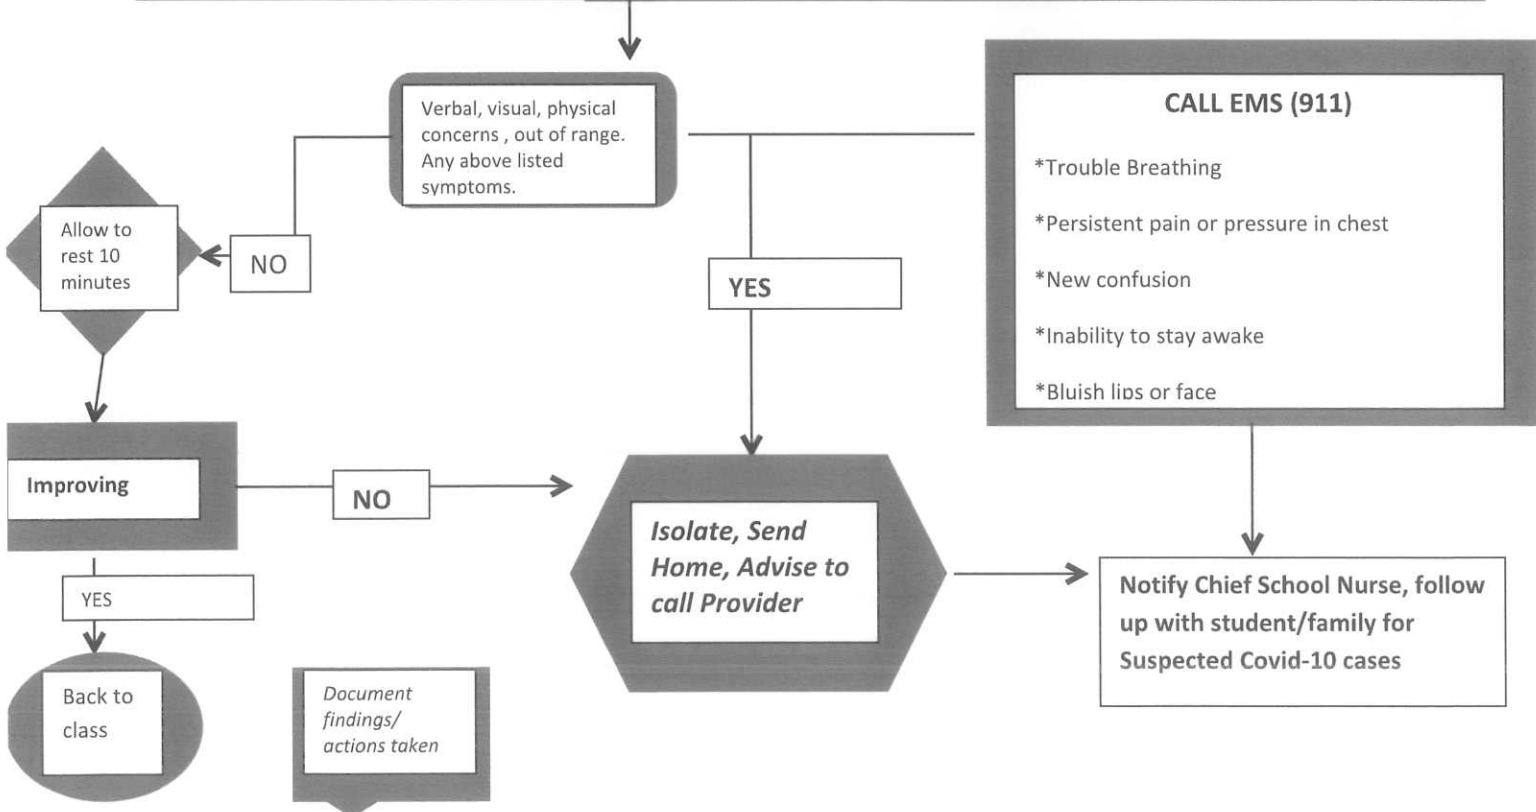 Verbal, visual, physical
concerns , out of range.
Any above listed
symptoms.
CALL EMS (911)
*Trouble Breathing
*Persistent pain or pressure in chest
*New confusion
*Inability to stay awake
*Bluish lips or face
Allow to
rest 10
minutes
NO
YES
Improving
NO
Isolate, Send
Home, Advise to
call Provider
Notify Chief School Nurse, follow
up with student/family for
Suspected Covid-10 cases
YES
Back to
class
Document
findings/
actions taken